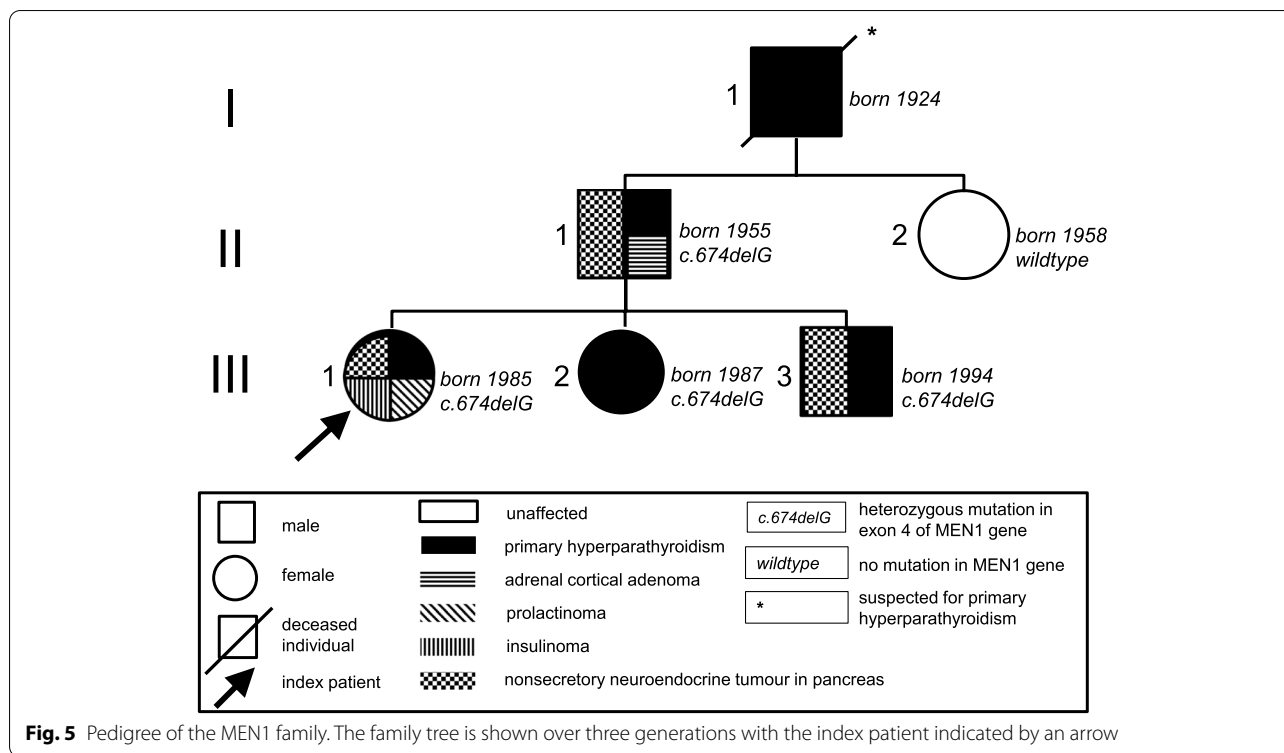 *
I
1
born 1924
II
1
born 1955
c.674delG
2
born 1958
wildtype
III
1
born 1985
c.674delG
2
born 1987
c.674delG
3
born 1994
c.674delG
male
female
deceased
individual
index patient
unaffected
primary hyperparathyroidism
adrenal cortical adenoma
prolactinoma
insulinoma
nonsecretory neuroendocrine tumour in pancreas
c.674delG
heterozygous mutation in
exon 4 of MEN1 gene
wildtype
no mutation in MEN1 gene
*
suspected for primary
hyperparathyroidism
Fig. 5 Pedigree of the MEN1 family. The family tree is shown over three generations with the index patient indicated by an arrow